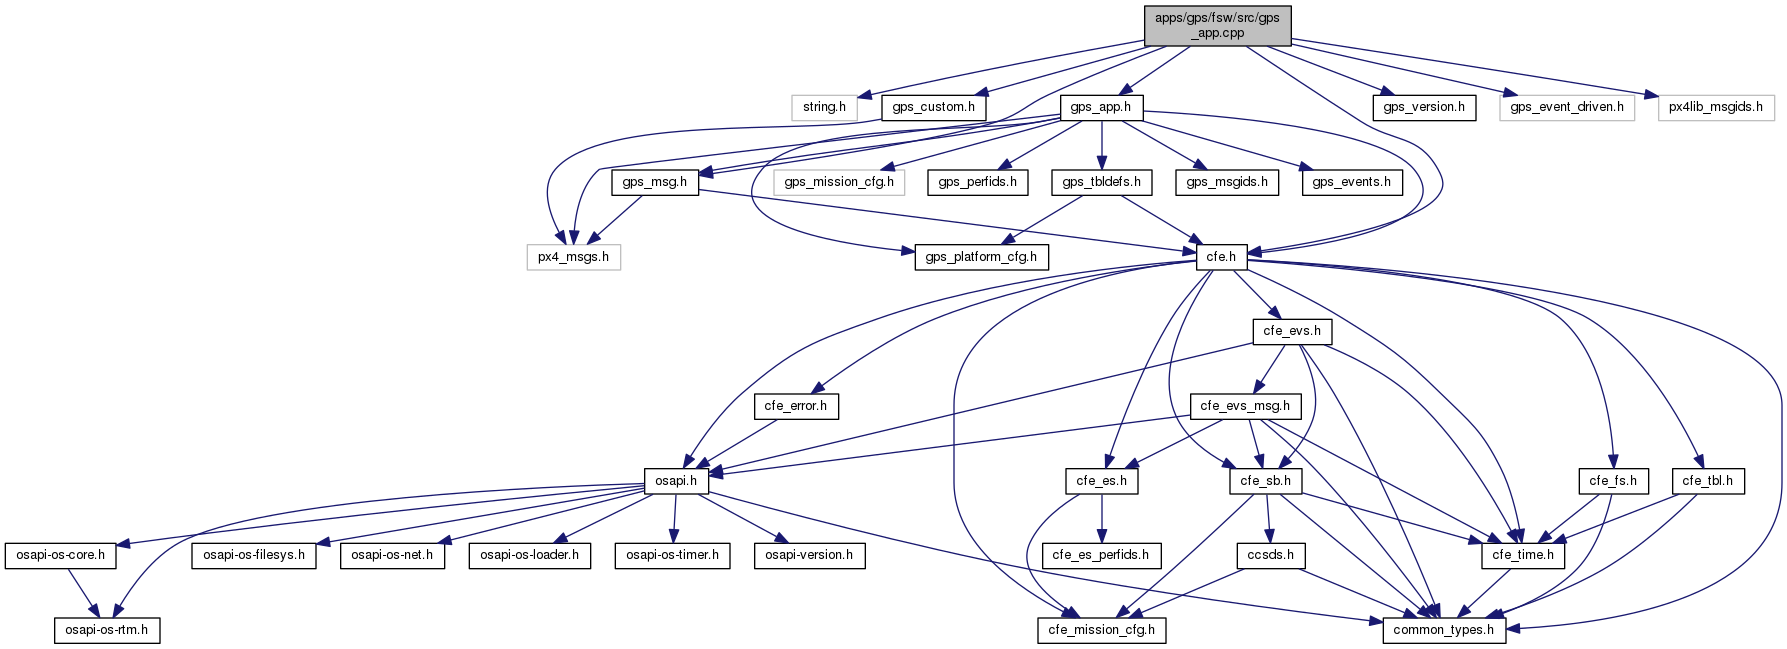 apps/gps/fsw/src/gps
_app.cpp
string.h
gps_custom.h
gps_app.h
gps_version.h
gps_event_driven.h
px4lib_msgids.h
gps_msg.h
gps_mission_cfg.h
gps_perfids.h
gps_tbldefs.h
gps_msgids.h
gps_events.h
px4_msgs.h
gps_platform_cfg.h
cfe.h
cfe_evs.h
cfe_error.h
cfe_evs_msg.h
osapi.h
cfe_es.h
cfe_sb.h
cfe_fs.h
cfe_tbl.h
osapi-os-core.h
osapi-os-filesys.h
osapi-os-net.h
osapi-os-loader.h
osapi-os-timer.h
osapi-version.h
cfe_es_perfids.h
ccsds.h
cfe_time.h
osapi-os-rtm.h
cfe_mission_cfg.h
common_types.h